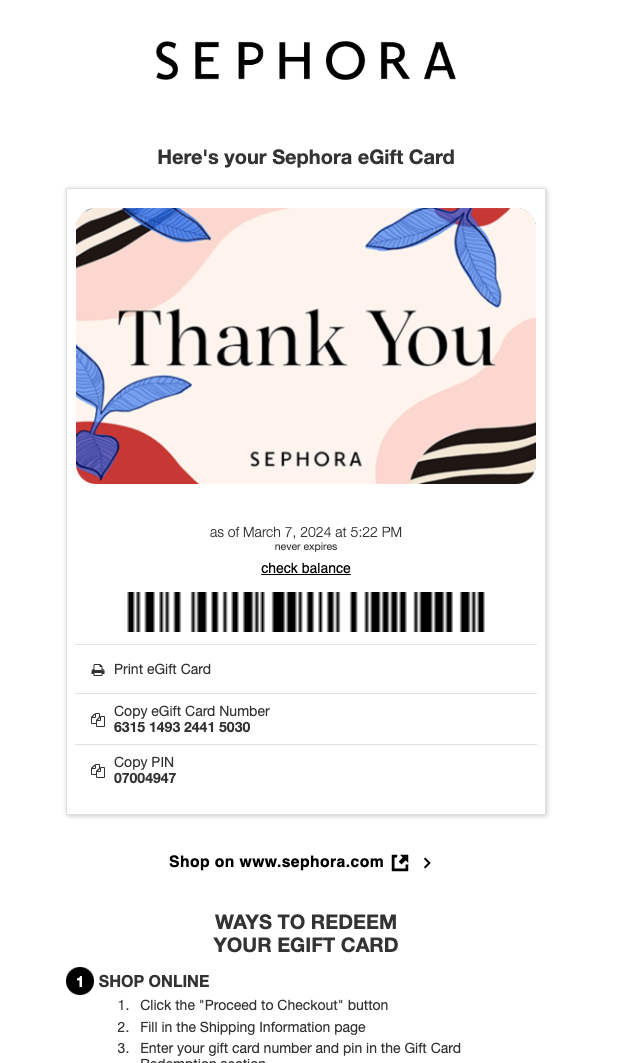 SEPHORA
Here's your Sephora eGift Card
Thank You
SEPHORA
as of March 7, 2024 at 5:22 PM
never expires
check balance
Print eGift Card
Copy eGift Card Number
6315 1493 2441 5030
Copy PIN
07004947
Shop on www.sephora.com
WAYS TO REDEEM
YOUR EGIFT CARD
1 SHOP ONLINE
1. Click the "Proceed to Checkout" button
2. Fill in the Shipping Information page
3. Enter your gift card number and pin in the Gift Card
Redemption section